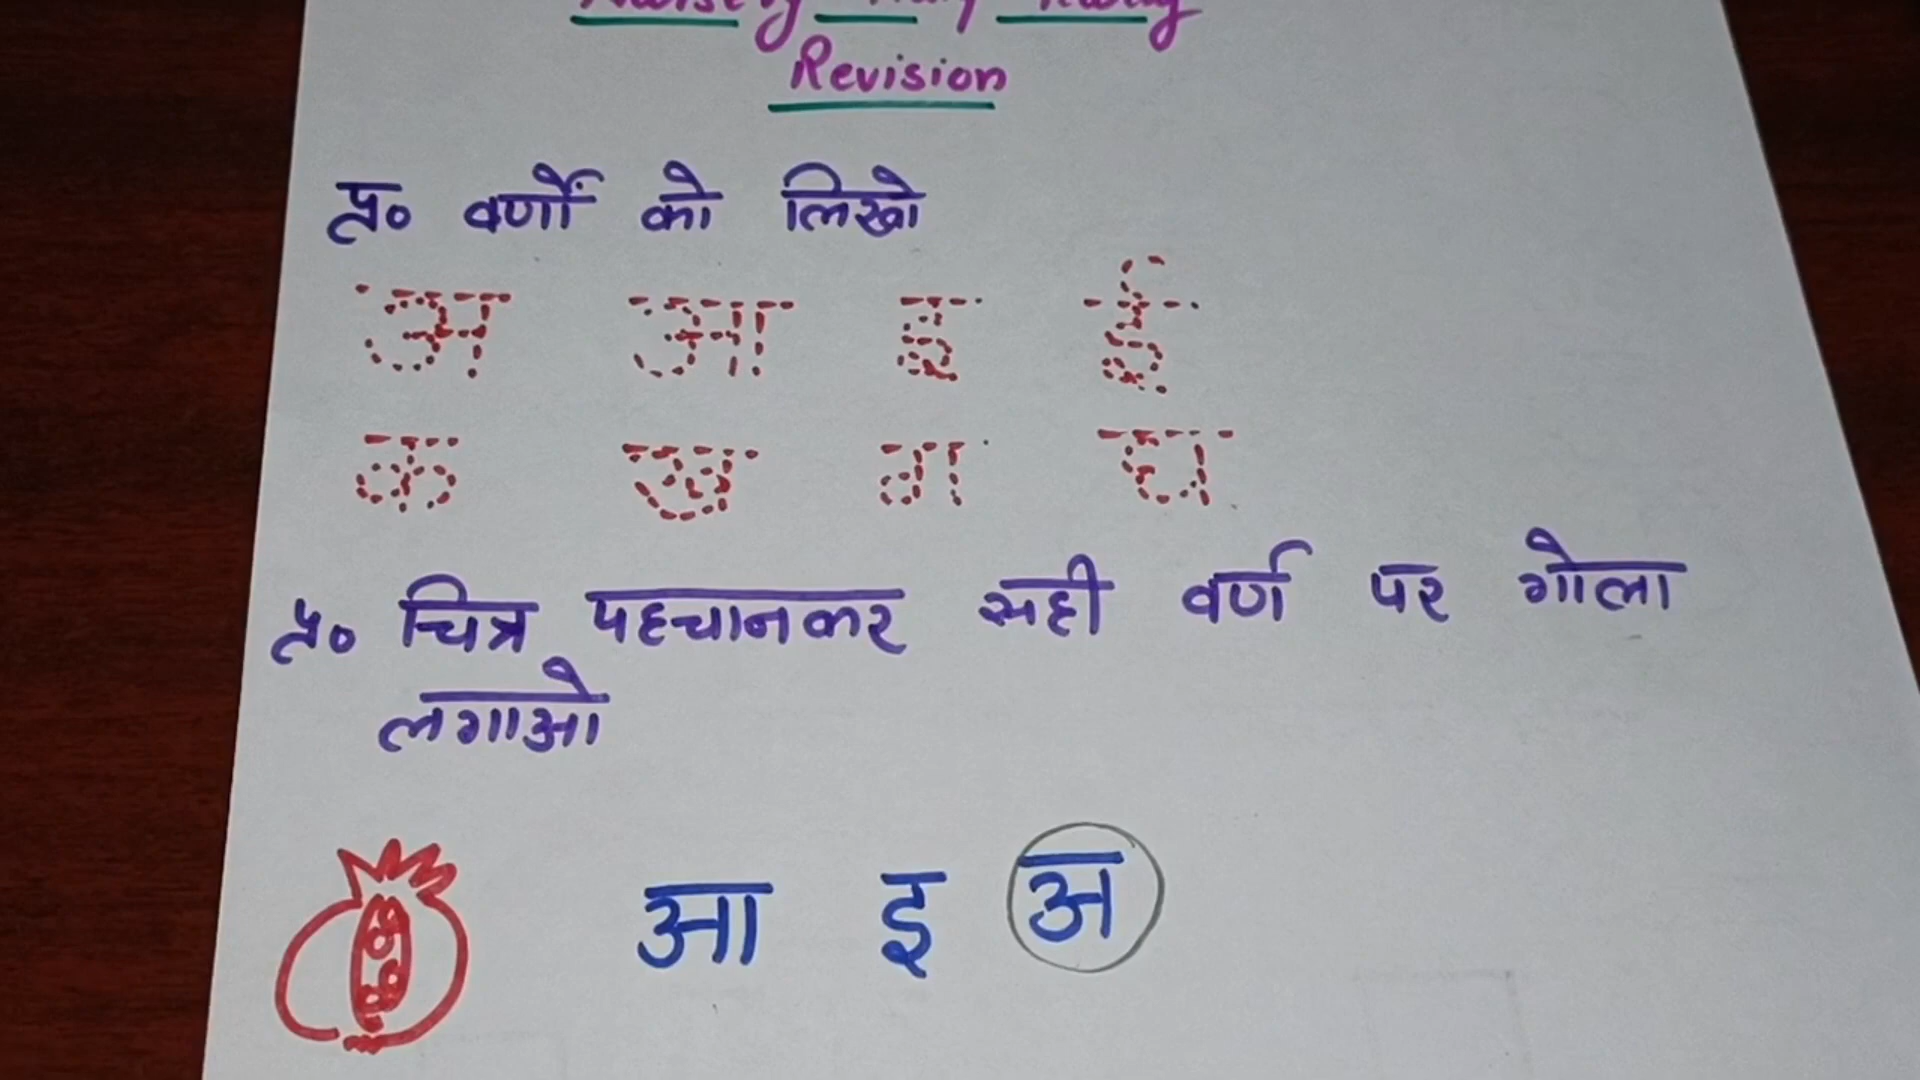 Revision
प्र० वर्णों को लिखो
अ आ इ ई
क ख ग घ
प्र० चित्र पहचानकर सही वर्ण पर गोला
लगाओ
आ इ अ